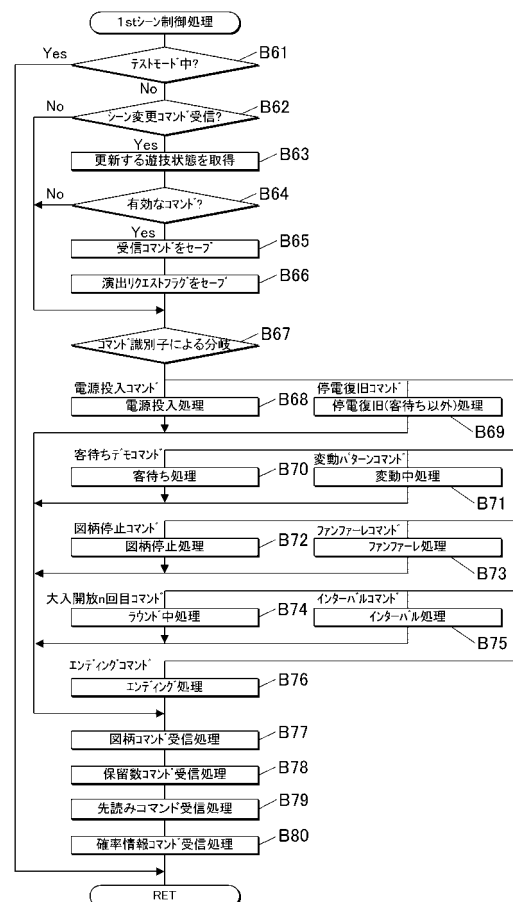 1stシーン制御処理
Yes
テストモード中?
B61
No
No
シーン変更コマンド受信?
B62
Yes
更新する遊技状態を取得
B63
No
有効なコマンド?
B64
Yes
受信コマンドをセーブ
B65
演出リクエストフラグをセーブ
B66
コマンド識別子による分岐
B67
電源投入コマンド
停電復旧コマンド
電源投入処理
B68
停電復旧(客待ち以外)処理
B69
客待ちデモコマンド
変動パターンコマンド
客待ち処理
B70
変動中処理
B71
図柄停止コマンド
ファンファーレコマンド
図柄停止処理
B72
ファンファーレ処理
B73
大入開放n回目コマンド
インターバルコマンド
ラウンド中処理
B74
インターバル処理
B75
エンディングコマンド
エンディング処理
B76
図柄コマンド受信処理
B77
保留数コマンド受信処理
B78
先読みコマンド受信処理
B79
確率情報コマンド受信処理
B80
RET